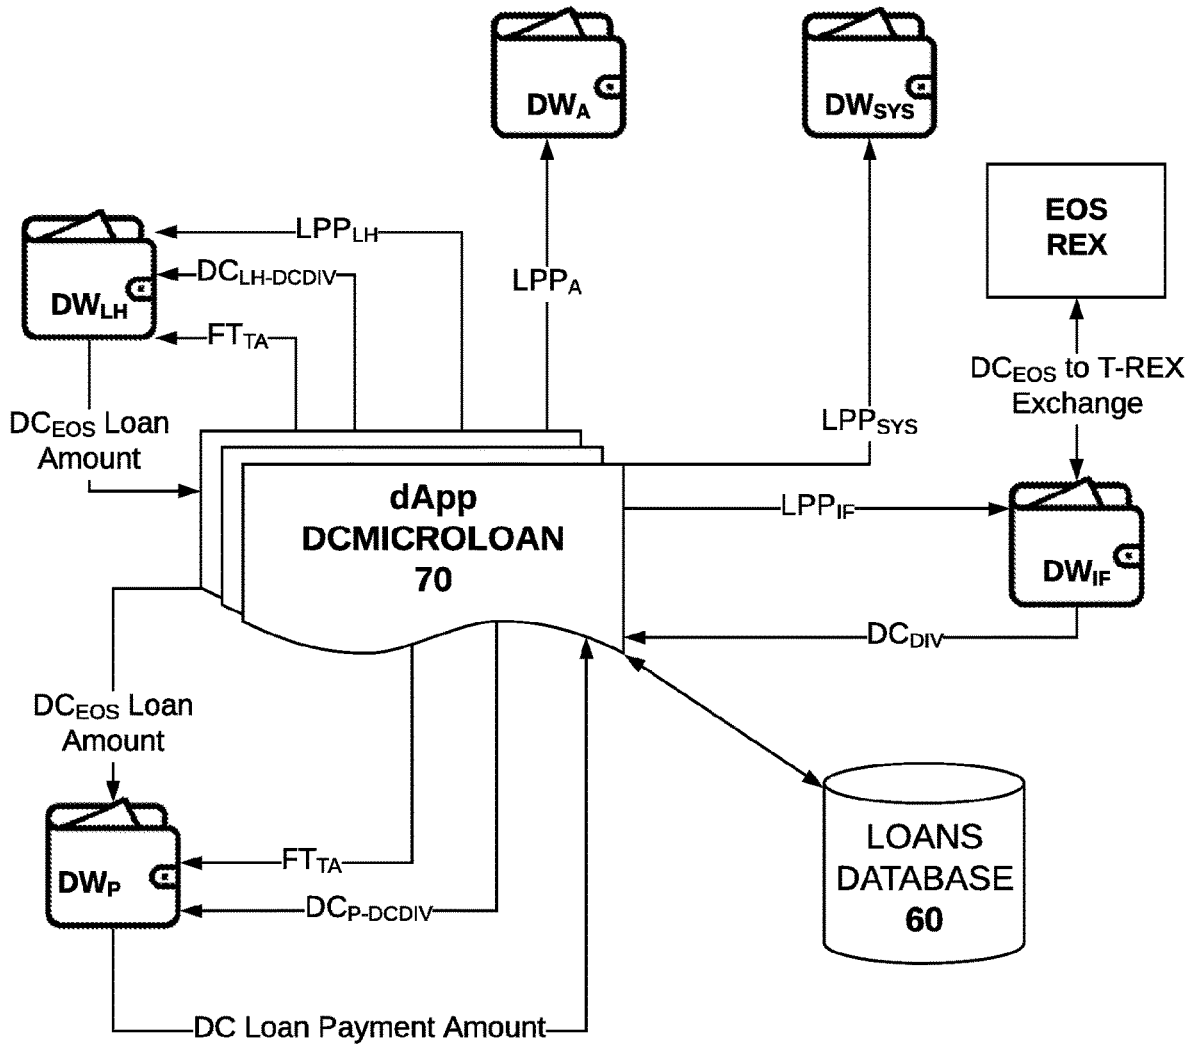 DWA
DWSYS
EOS
REX
LPPLH
DCLH-DCDIV
LPPA
DWLH
FTTA
DCEOS to T-REX
Exchange
DCEOS Loan
Amount
LPPSYS
dApp
DCMICROLOAN
70
LPPIF
DWIF
DCDIV
DCEOS Loan
Amount
LOANS
DATABASE
60
FTTA
DWP
DCP-DCDIV
DC Loan Payment Amount